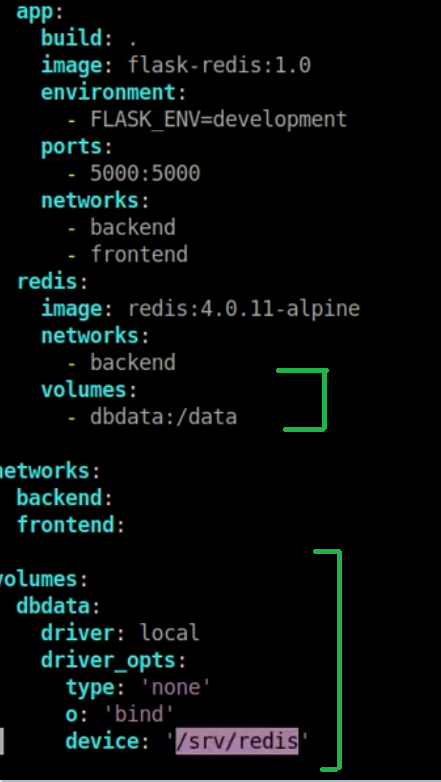 app:
build: .
image: flask-redis:1.0
environment:
- FLASK_ENV=development
ports:
- 5000:5000
networks:
- backend
- frontend
redis:
image: redis:4.0.11-alpine
networks:
- backend
volumes:
- dbdata:/data
networks:
backend:
frontend:
volumes:
dbdata:
driver: local
driver_opts:
type: 'none'
o: 'bind'
device: '/srv/redis'